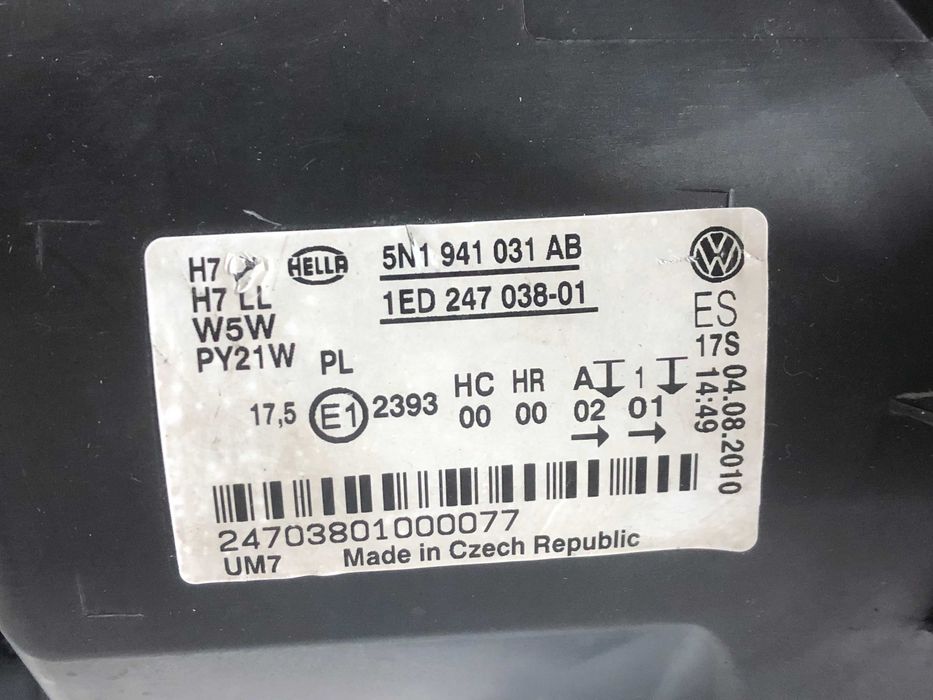 H7
H7 LL
W5W
PY21W
HELLA
5N1 941 031 AB
1ED 247 038-01
VW
ES
17S
04.08.2010
14:49
PL
17,5
E1
2393
HC HR A 1
00 00 02 01
24703801000077
UM7
Made in Czech Republic